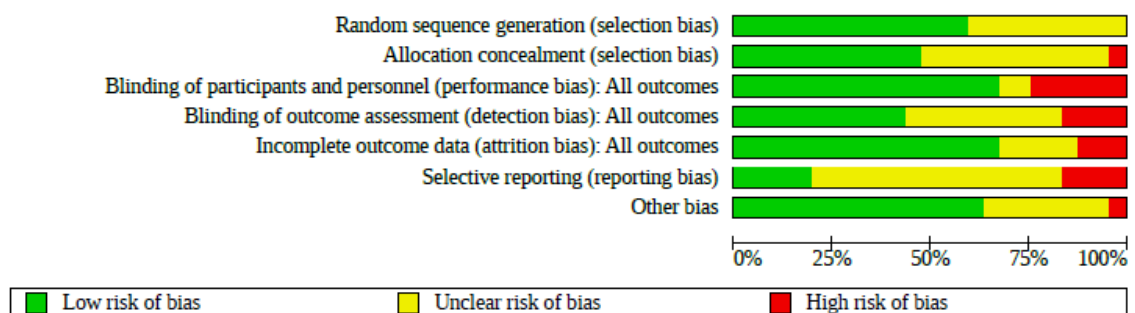 Random sequence generation (selection bias)
Allocation concealment (selection bias)
Blinding of participants and personnel (performance bias): All outcomes
Blinding of outcome assessment (detection bias): All outcomes
Incomplete outcome data (attrition bias): All outcomes
Selective reporting (reporting bias)
Other bias
0% 25% 50% 75% 100%
Low risk of bias Unclear risk of bias High risk of bias